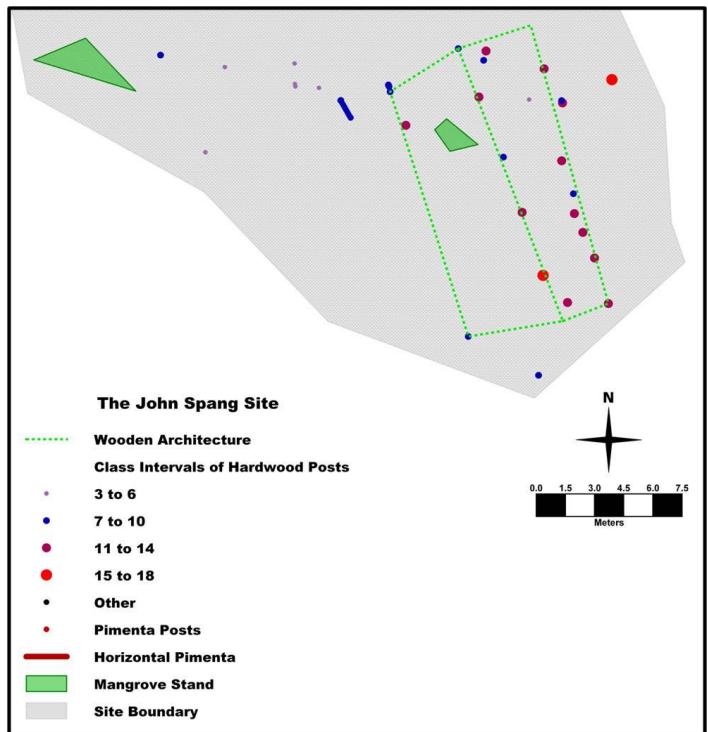 The John Spang Site
N
Wooden Architecture
Class Intervals of Hardwood Posts
3 to 6
7 to 10
11 to 14
15 to 18
Other
Pimenta Posts
Horizontal Pimenta
Mangrove Stand
Site Boundary
0.0 1.5 3.0 4.5 6.0 7.5
Meters